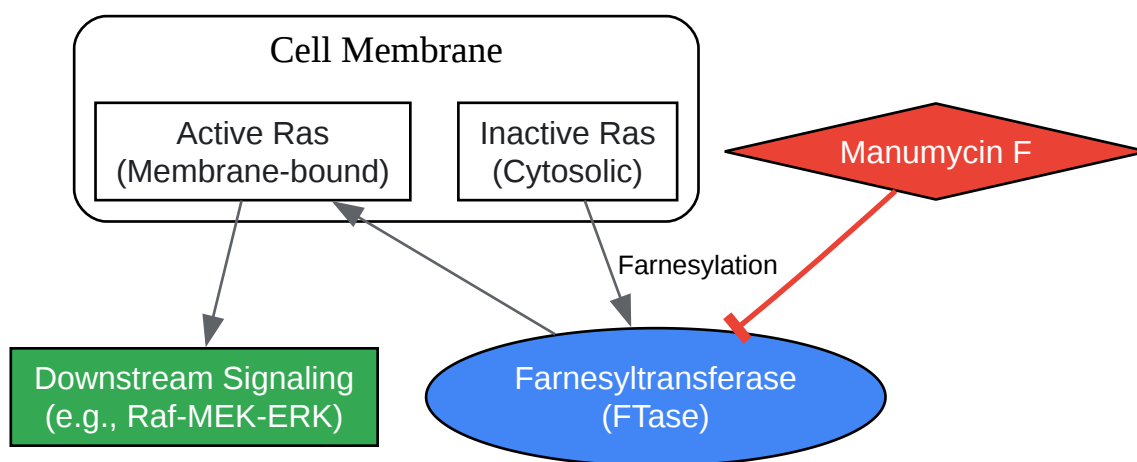 Cell Membrane
Active Ras
(Membrane-bound)
Inactive Ras
(Cytosolic)
Manumycin F
Farnesylation
Downstream Signaling
(e.g., Raf-MEK-ERK)
Farnesyltransferase
(FTase)